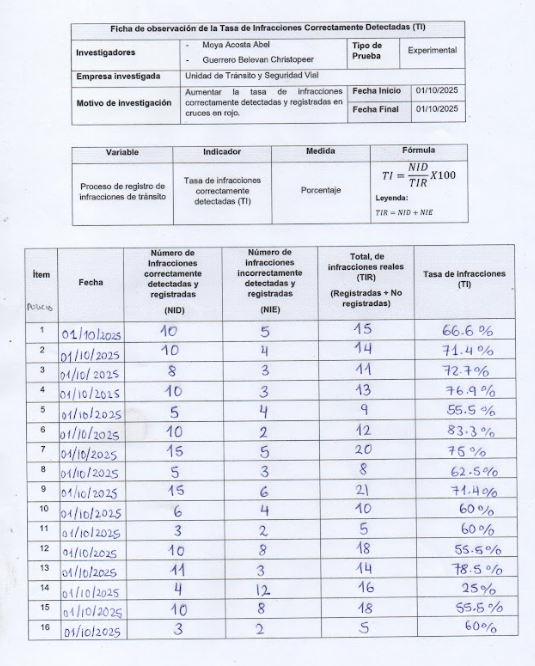 Ficha de observación de la Tasa de Infracciones Correctamente Detectadas (TI)
Investigadores - Moya Acosta Abel - Guerrero Belevan Christopeer Tipo de Prueba Experimental
Empresa investigada Unidad de Tránsito y Seguridad Vial
Motivo de investigación Aumentar la tasa de infracciones correctamente detectadas y registradas en cruces en rojo. Fecha Inicio 01/10/2025
Fecha Final 01/10/2025
Variable Indicador Medida Fórmula
Proceso de registro de infracciones de tránsito Tasa de infracciones correctamente detectadas (TI) Porcentaje TI = NID/TIR X100
Leyenda:
TIR = NID + NIE
Ítem Policias Fecha Número de Infracciones correctamente detectadas y registradas (NID) Número de infracciones incorrectamente detectadas y registradas (NIE) Total, de infracciones reales (TIR) (Registradas + No registradas) Tasa de infracciones (TI)
1 01/10/2025 10 5 15 66.6 %
2 01/10/2025 10 4 14 71.4 %
3 01/10/2025 8 3 11 72.7 %
4 01/10/2025 10 3 13 76.9 %
5 01/10/2025 5 4 9 55.5 %
6 01/10/2025 10 2 12 83.3 %
7 01/10/2025 15 5 20 75 %
8 01/10/2025 5 3 8 62.5 %
9 01/10/2025 15 6 21 71.4%
10 01/10/2025 6 4 10 60 %
11 01/10/2025 3 2 5 60%
12 01/10/2025 10 8 18 55.5 %
13 01/10/2025 11 3 14 78.5 %
14 01/10/2025 4 12 16 25%
15 01/10/2025 10 8 18 55.5 %
16 01/10/2025 3 2 5 60%